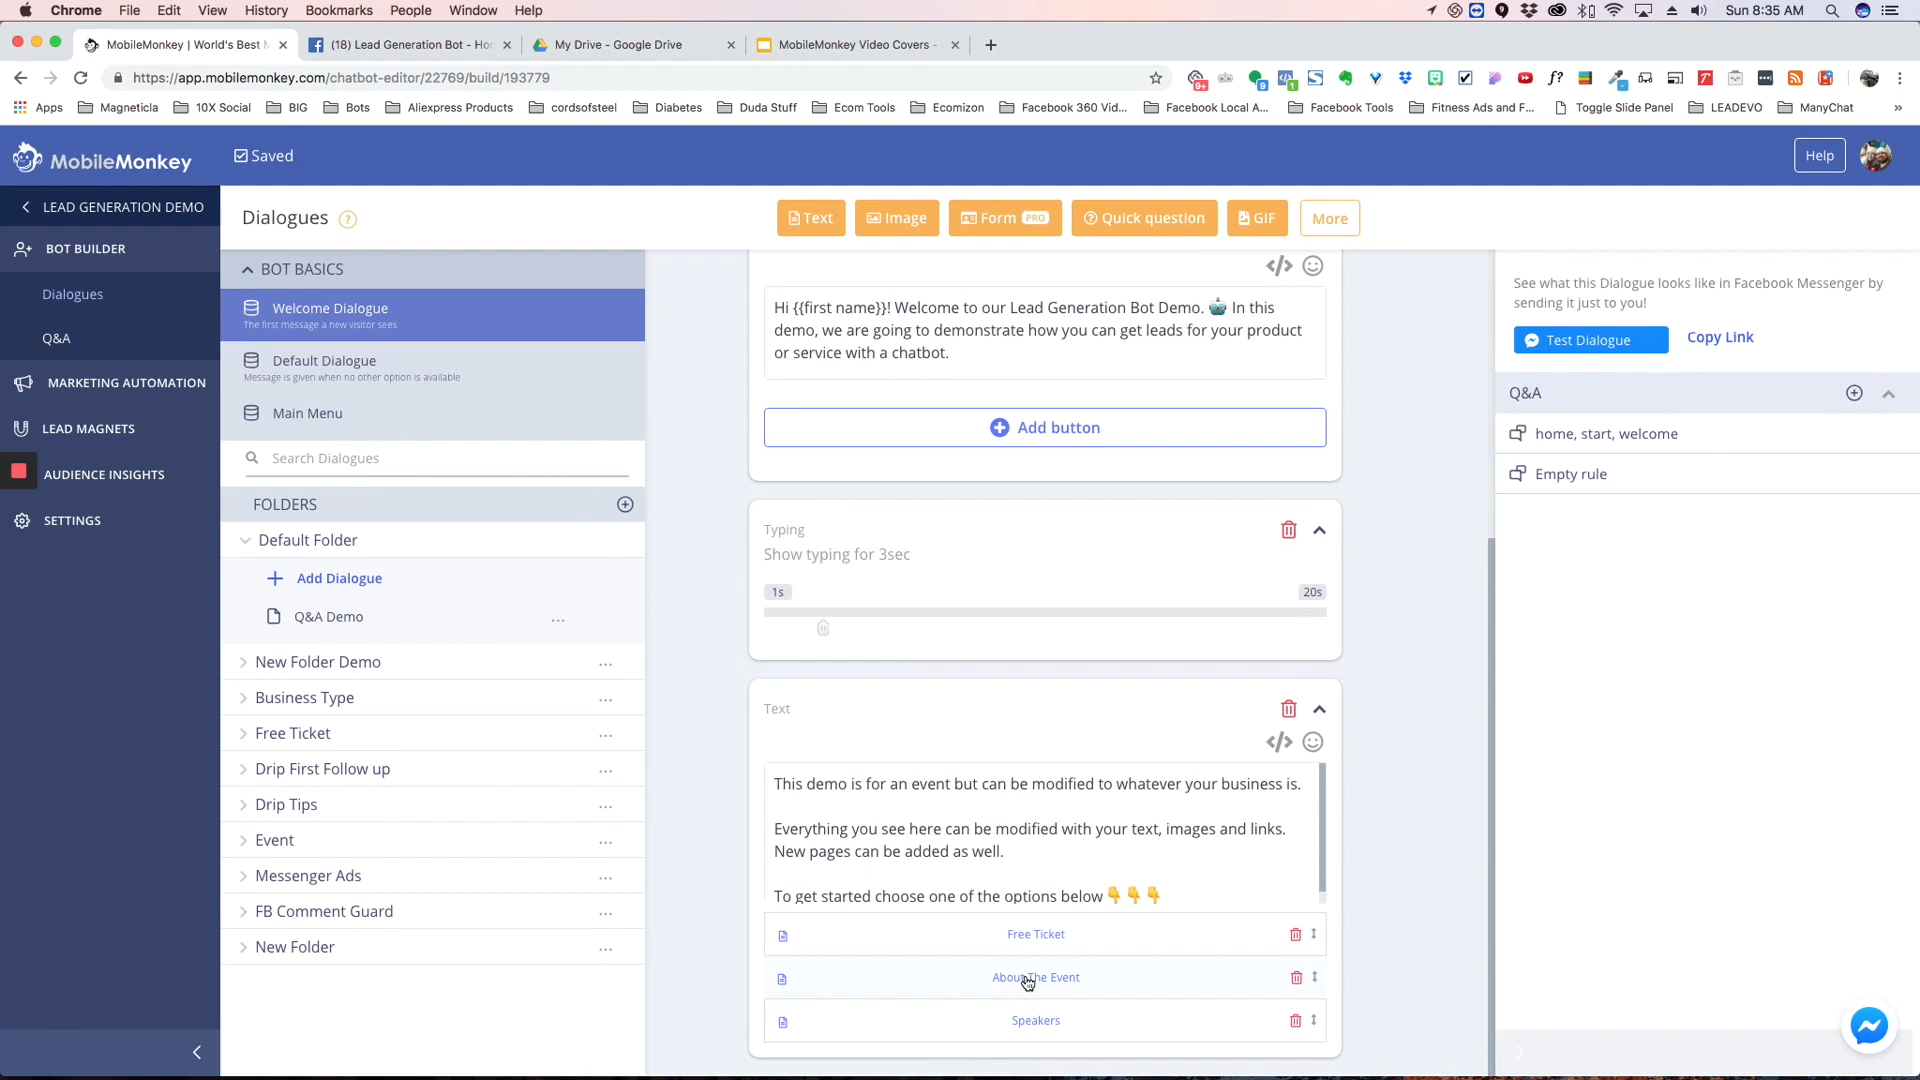 Chrome File Edit View History Bookmarks People Window Help Sun 8:35 AM
MobileMonkey | World's Best M (18) Lead Generation Bot - Ho My Drive - Google Drive MobileMonkey Video Covers -
https://app.mobilemonkey.com/chatbot-editor/22769/build/193779
Apps Magneticla 10X Social BIG Bots Aliexpress Products cordsofsteel Diabetes Duda Stuff Ecom Tools Ecomizon Facebook 360 Vid... Facebook Local A... Facebook Tools Fitness Ads and F... Toggle Slide Panel LEADEVO ManyChat »
MobileMonkey Saved Help
LEAD GENERATION DEMO
BOT BUILDER
Dialogues
Q&A
MARKETING AUTOMATION
LEAD MAGNETS
AUDIENCE INSIGHTS
SETTINGS
Dialogues ? Text Image Form PRO Quick question GIF More
BOT BASICS
Welcome Dialogue
The first message a new visitor sees
Default Dialogue
Message is given when no other option is available
Main Menu
Search Dialogues
FOLDERS
Default Folder
Add Dialogue
Q&A Demo ...
New Folder Demo ...
Business Type ...
Free Ticket ...
Drip First Follow up ...
Drip Tips ...
Event ...
Messenger Ads ...
FB Comment Guard ...
New Folder ...
</>
Hi {{first name}}! Welcome to our Lead Generation Bot Demo. 🤖 In this
demo, we are going to demonstrate how you can get leads for your product
or service with a chatbot.
Add button
Typing
Show typing for 3sec
1s 20s
Text
</>
This demo is for an event but can be modified to whatever your business is.
Everything you see here can be modified with your text, images and links.
New pages can be added as well.
To get started choose one of the options below 👇👇👇
Free Ticket
About The Event
Speakers
See what this Dialogue looks like in Facebook Messenger by
sending it just to you!
Test Dialogue Copy Link
Q&A
home, start, welcome
Empty rule